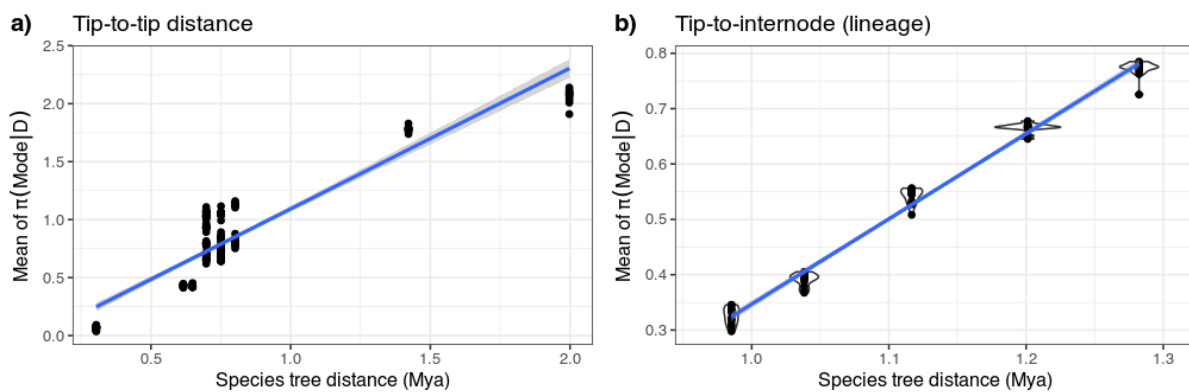 a) Tip-to-tip distance
2.5
2.0
1.5
1.0
0.5
0.0
Mean of π(Mode|D)
0.5 1.0 1.5 2.0
Species tree distance (Mya)
b) Tip-to-internode (lineage)
0.8
0.7
0.6
0.5
0.4
0.3
Mean of π(Mode|D)
1.0 1.1 1.2 1.3
Species tree distance (Mya)